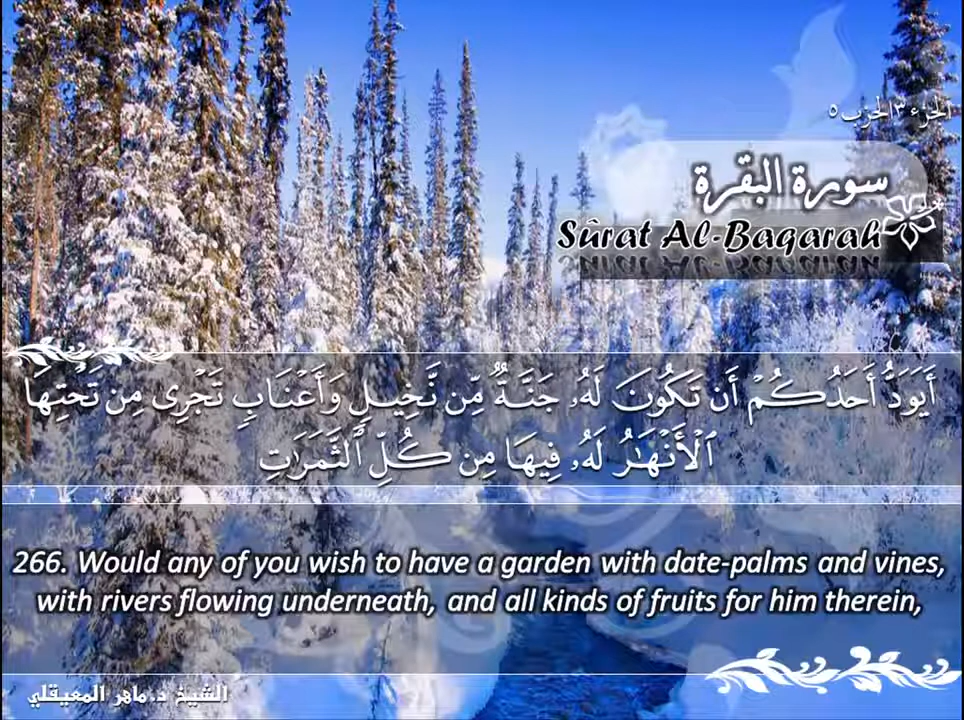 الجزء ٣ الحزب ٥
سورة البقرة
Sûrat Al-Baqarah
أَيَوَدُّ أَحَدُكُمْ أَن تَكُونَ لَهُۥ جَنَّةٌ مِّن نَّخِيلٍ وَأَعْنَابٍ تَجْرِى مِن تَحْتِهَا
ٱلْأَنْهَٰرُ لَهُۥ فِيهَا مِن كُلِّ ٱلثَّمَرَٰتِ
266. Would any of you wish to have a garden with date-palms and vines,
with rivers flowing underneath, and all kinds of fruits for him therein,
الشيخ د. ماهر المعيقلي